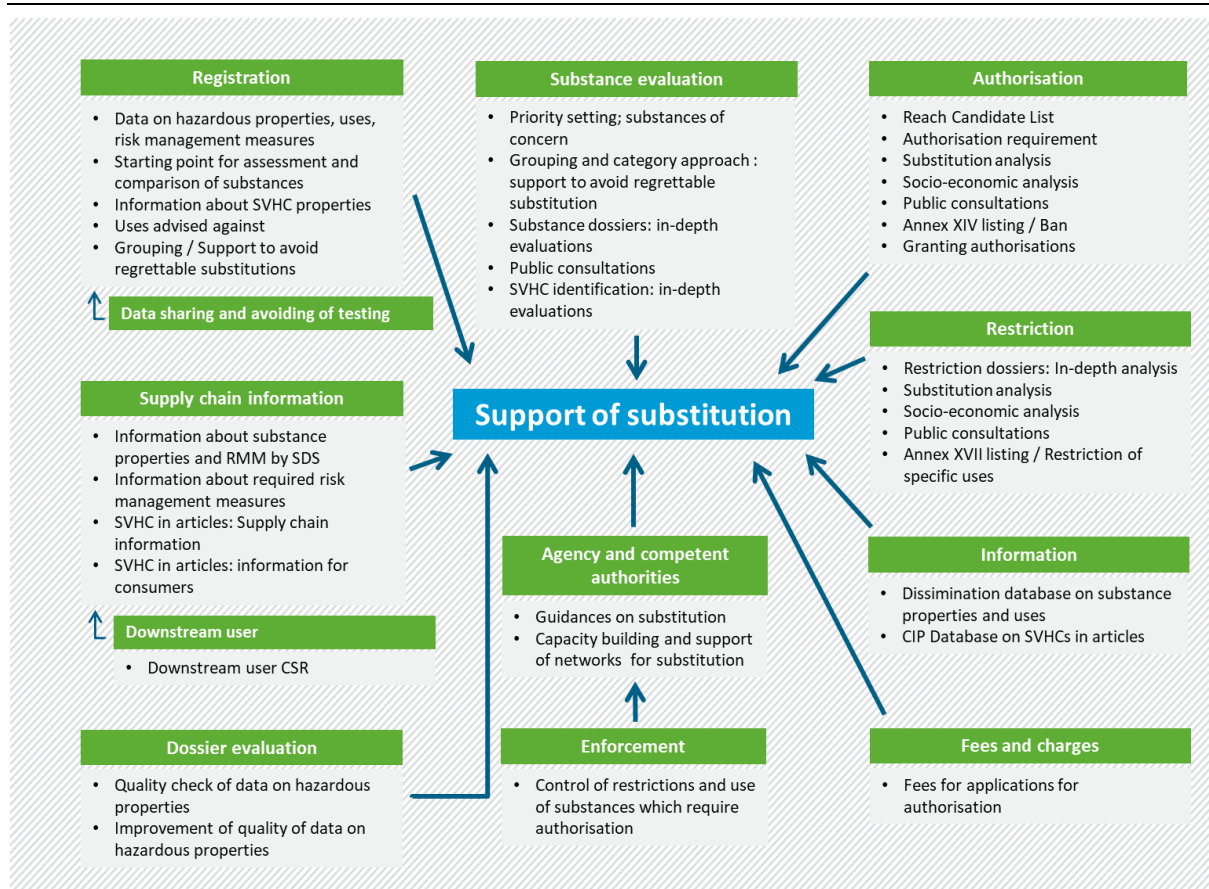 Registration
• Data on hazardous properties, uses,
risk management measures
• Starting point for assessment and
comparison of substances
• Information about SVHC properties
• Uses advised against
• Grouping / Support to avoid
regrettable substitutions
Data sharing and avoiding of testing
Substance evaluation
• Priority setting; substances of
concern
• Grouping and category approach :
support to avoid regrettable
substitution
• Substance dossiers: in-depth
evaluations
• Public consultations
• SVHC identification: in-depth
evaluations
Authorisation
• Reach Candidate List
• Authorisation requirement
• Substitution analysis
• Socio-economic analysis
• Public consultations
• Annex XIV listing / Ban
• Granting authorisations
Restriction
• Restriction dossiers: In-depth analysis
• Substitution analysis
• Socio-economic analysis
• Public consultations
• Annex XVII listing / Restriction of
specific uses
Support of substitution
Supply chain information
• Information about substance
properties and RMM by SDS
• Information about required risk
management measures
• SVHC in articles: Supply chain
information
• SVHC in articles: information for
consumers
Downstream user
• Downstream user CSR
Agency and competent
authorities
• Guidances on substitution
• Capacity building and support
of networks for substitution
Information
• Dissimination database on substance
properties and uses
• CIP Database on SVHCs in articles
Dossier evaluation
• Quality check of data on hazardous
properties
• Improvement of quality of data on
hazardous properties
Enforcement
• Control of restrictions and use
of substances which require
authorisation
Fees and charges
• Fees for applications for
authorisation